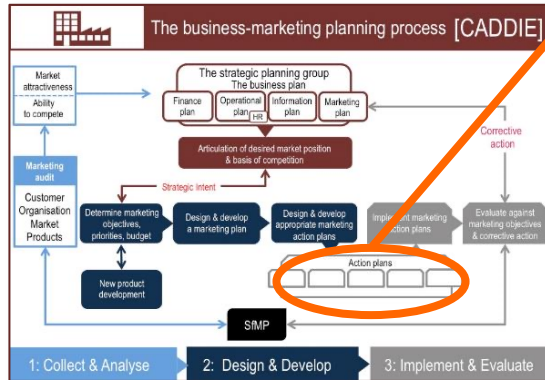 The business-marketing planning process [CADDIE]
Market
attractiveness
Ability
to compete
The strategic planning group
The business plan
Finance
plan
Operational
plan
HR
Information
plan
Marketing
plan
Corrective
action
Articulation of desired market position
& basis of competition
Marketing
audit
Customer
Organisation
Market
Products
Strategic Intent
Determine marketing
objectives,
priorities, budget
Design & develop
a marketing plan
Design & develop
appropriate marketing
action plans
Implement marketing
action plans
Evaluate against
marketing objectives
& corrective action
New product
development
Action plans
SfMP
1: Collect & Analyse
2: Design & Develop
3: Implement & Evaluate